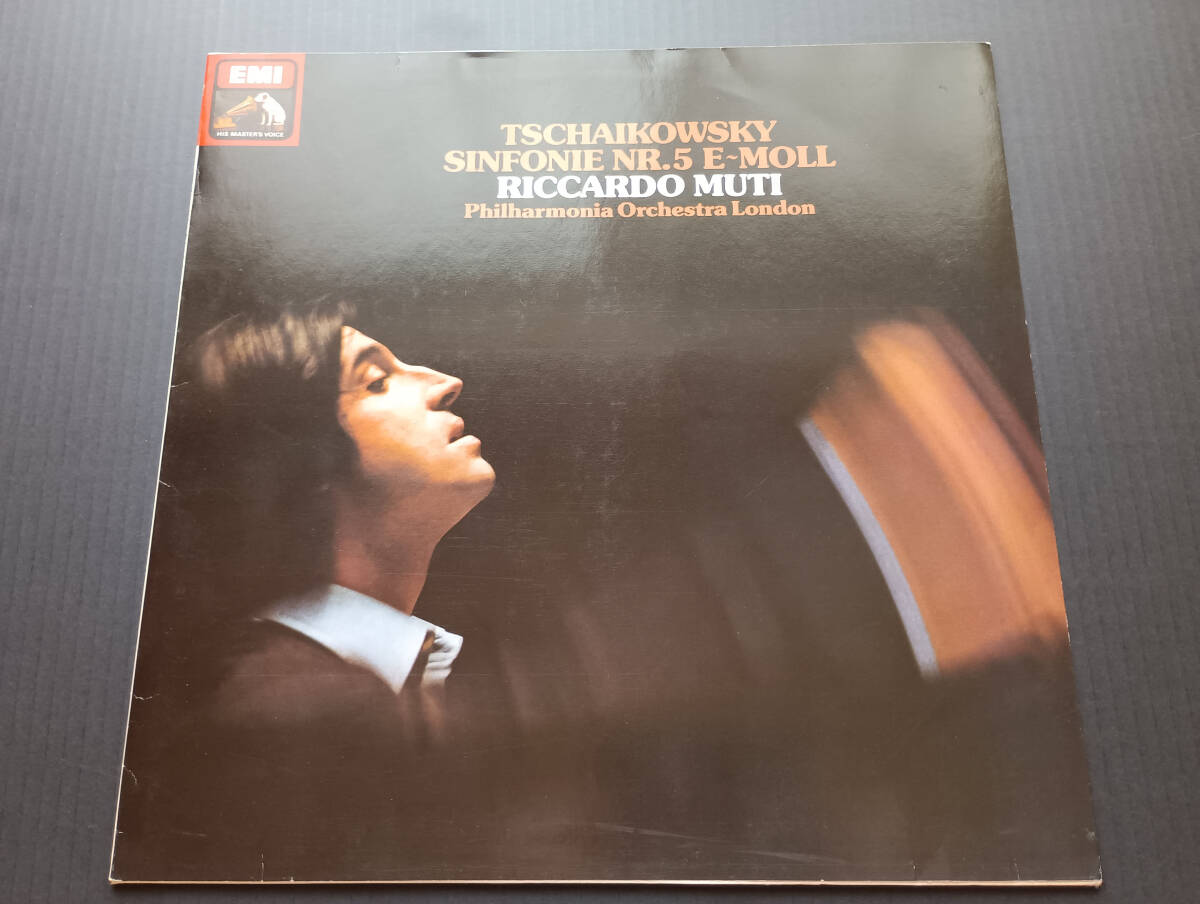 EMI
HIS MASTER'S VOICE
TSCHAIKOWSKY
SINFONIE NR.5 E~MOLL
RICCARDO MUTI
Philharmonia Orchestra London